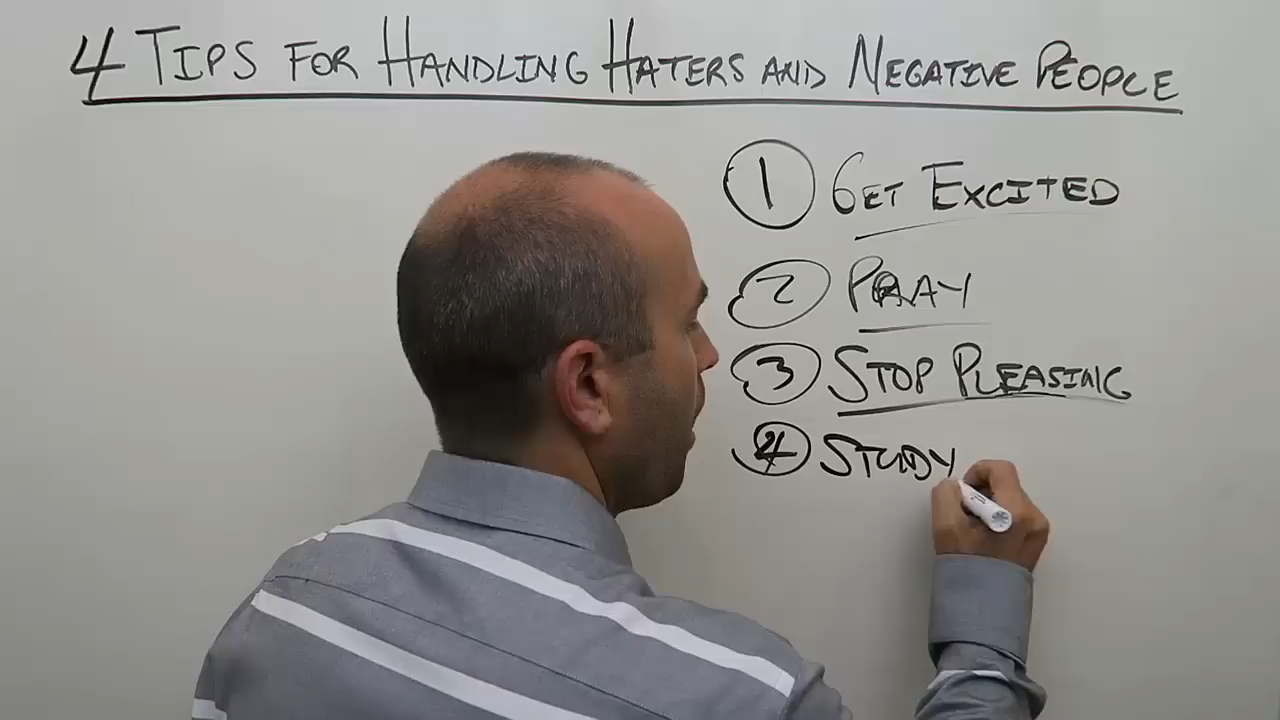 4 TIPS FOR HANDLING HATERS AND NEGATIVE PEOPLE
1 GET EXCITED
2 PRAY
3 STOP PLEASING
4 STUDY